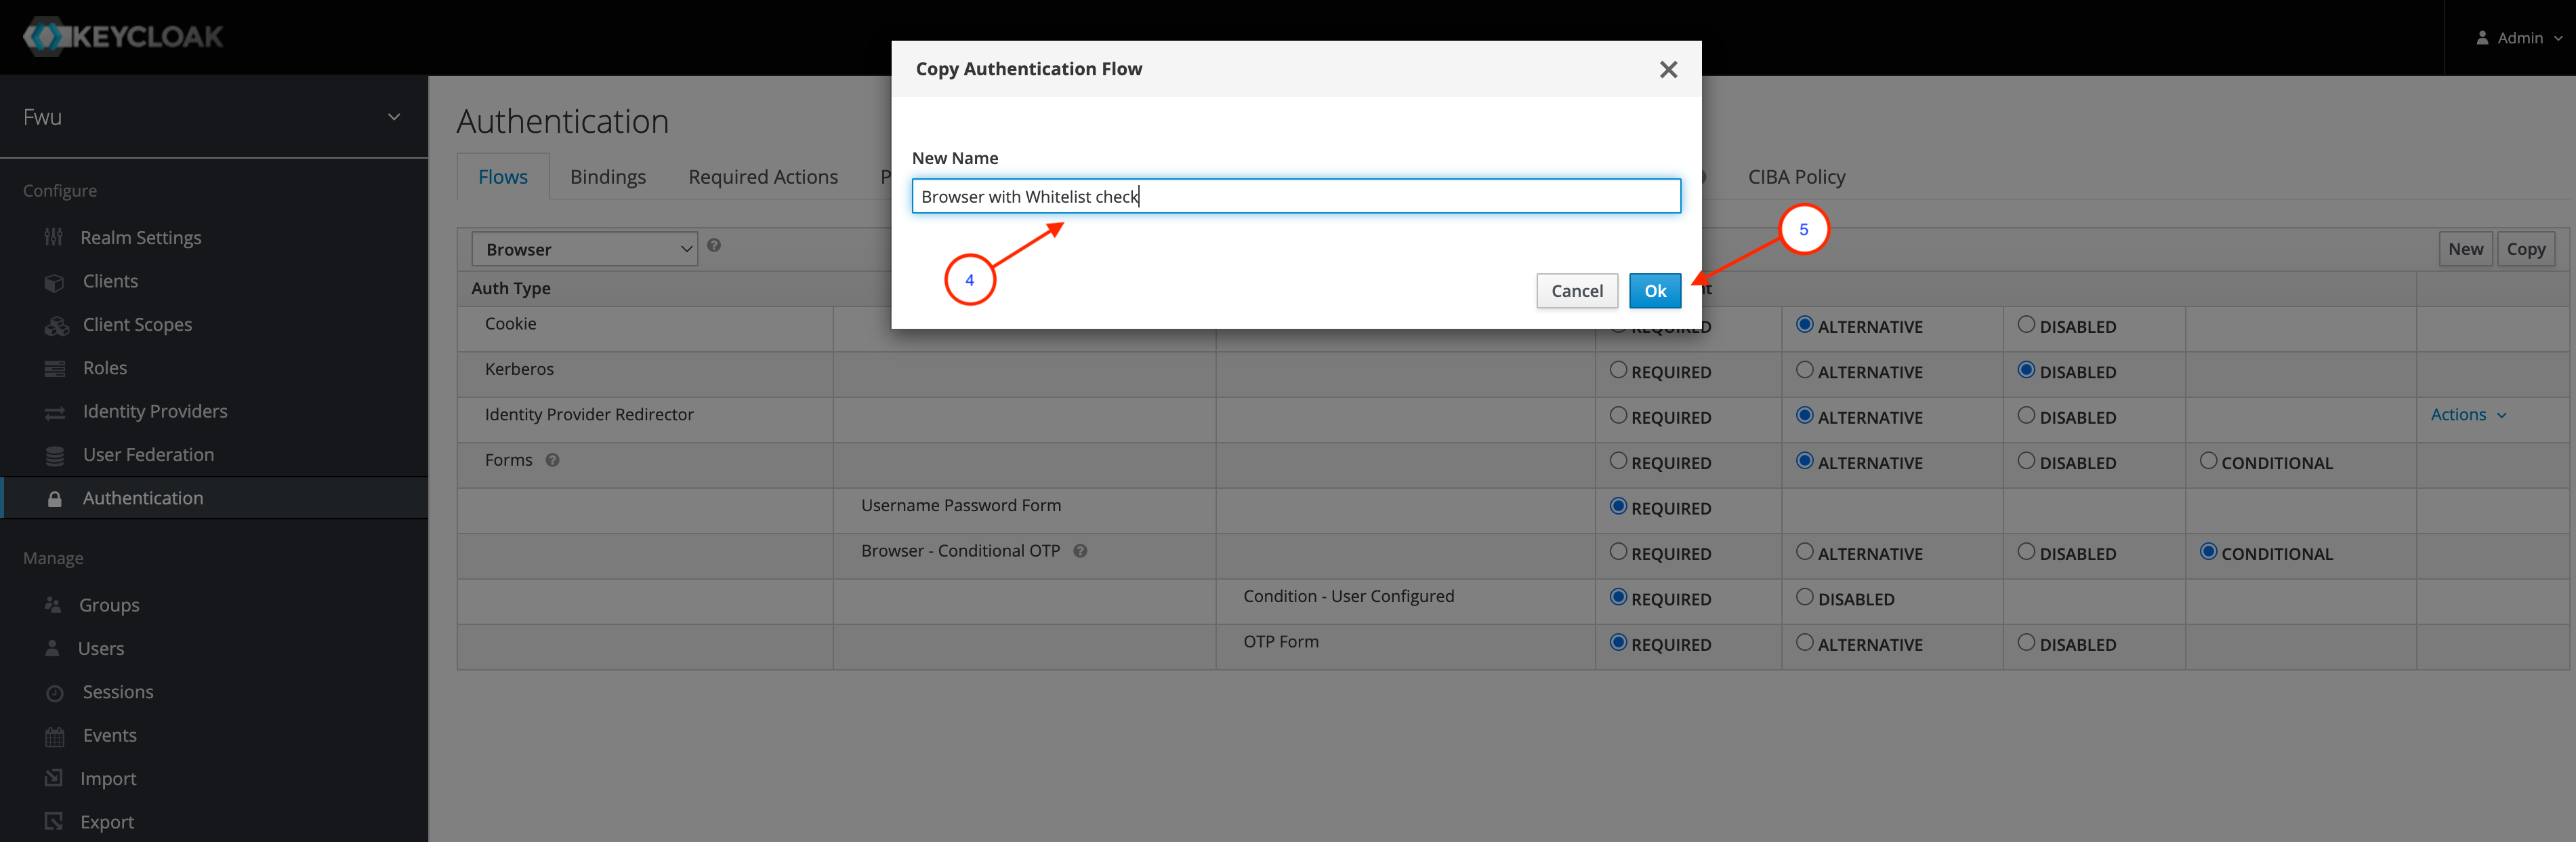 KEYCLOAK
Admin
Fwu
Configure
Realm Settings
Clients
Client Scopes
Roles
Identity Providers
User Federation
Authentication
Manage
Groups
Users
Sessions
Events
Import
Export
Authentication
Flows Bindings Required Actions P CIBA Policy
Browser New Copy
Auth Type
Cookie REQUIRED ALTERNATIVE DISABLED
Kerberos REQUIRED ALTERNATIVE DISABLED
Identity Provider Redirector REQUIRED ALTERNATIVE DISABLED Actions
Forms REQUIRED ALTERNATIVE DISABLED CONDITIONAL
Username Password Form REQUIRED
Browser - Conditional OTP REQUIRED ALTERNATIVE DISABLED CONDITIONAL
Condition - User Configured REQUIRED DISABLED
OTP Form REQUIRED ALTERNATIVE DISABLED
Copy Authentication Flow
New Name
Browser with Whitelist check
4
5
Cancel Ok